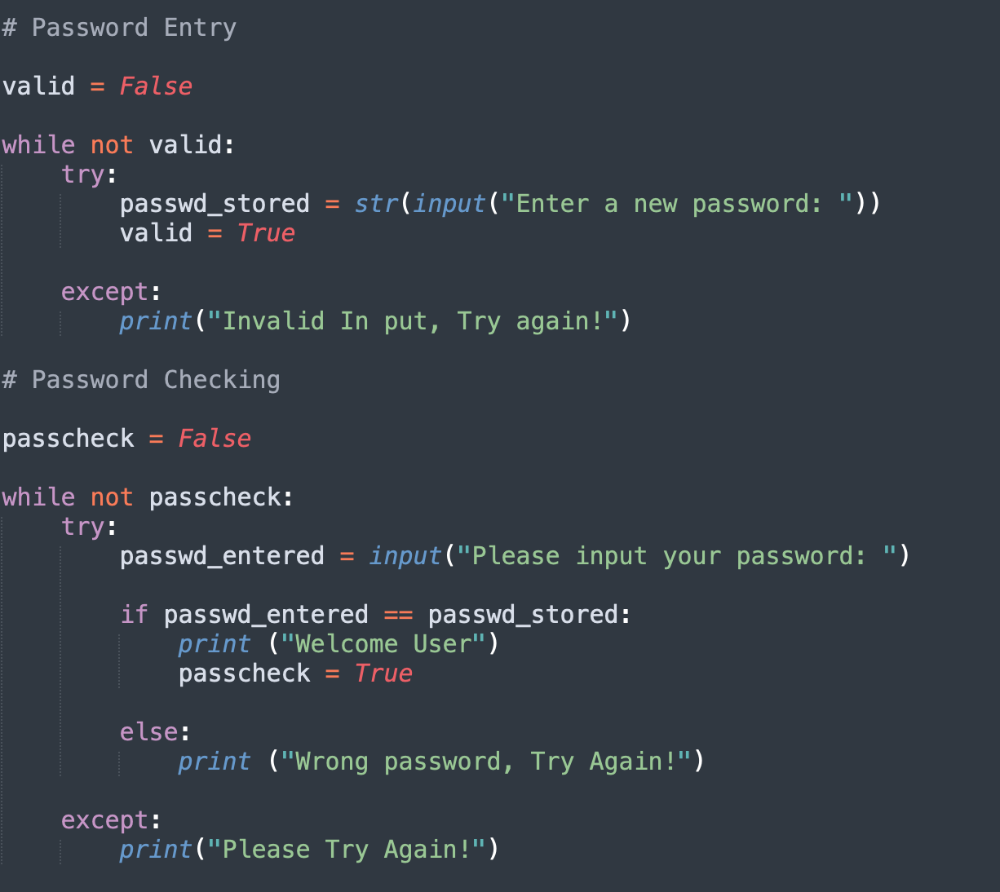 # Password Entry
valid = False
while not valid:
try:
passwd_stored = str(input("Enter a new password: "))
valid = True
except:
print("Invalid In put, Try again!")
# Password Checking
passcheck = False
while not passcheck:
try:
passwd_entered = input("Please input your password: ")
if passwd_entered == passwd_stored:
print ("Welcome User")
passcheck = True
else:
print ("Wrong password, Try Again!")
except:
print("Please Try Again!")